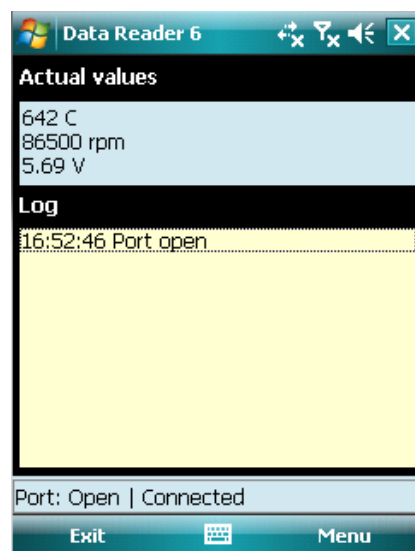 Data Reader 6
Actual values
642 C
86500 rpm
5.69 V
Log
16:52:46 Port open
Port: Open | Connected
Exit Menu